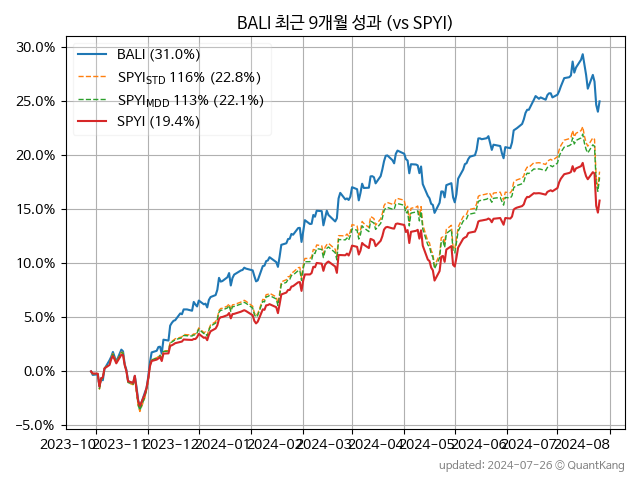 BALI 최근 9개월 성과 (vs SPYI)
30.0%
25.0%
20.0%
15.0%
10.0%
5.0%
0.0%
-5.0%
BALI (31.0%)
SPYI_STD 116% (22.8%)
SPYI_MDD 113% (22.1%)
SPYI (19.4%)
2023-10 2023-11 2023-12 2024-01 2024-02 2024-03 2024-04 2024-05 2024-06 2024-07 2024-08
updated: 2024-07-26 © QuantKang